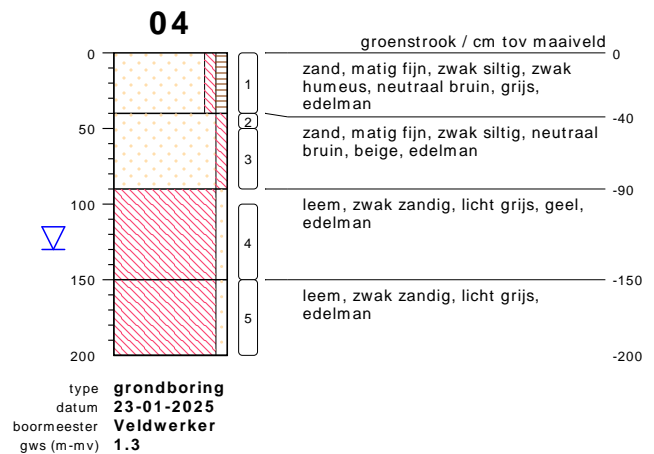 04
groenstrook / cm tov maaiveld
0
0
zand, matig fijn, zwak siltig, zwak
humeus, neutraal bruin, grijs,
edelman
1
-40
2
50
zand, matig fijn, zwak siltig, neutraal
bruin, beige, edelman
3
-90
100
leem, zwak zandig, licht grijs, geel,
edelman
4
150
-150
leem, zwak zandig, licht grijs,
edelman
5
200
-200
type grondboring
datum 23-01-2025
boormeester Veldwerker
gws (m-mv) 1.3